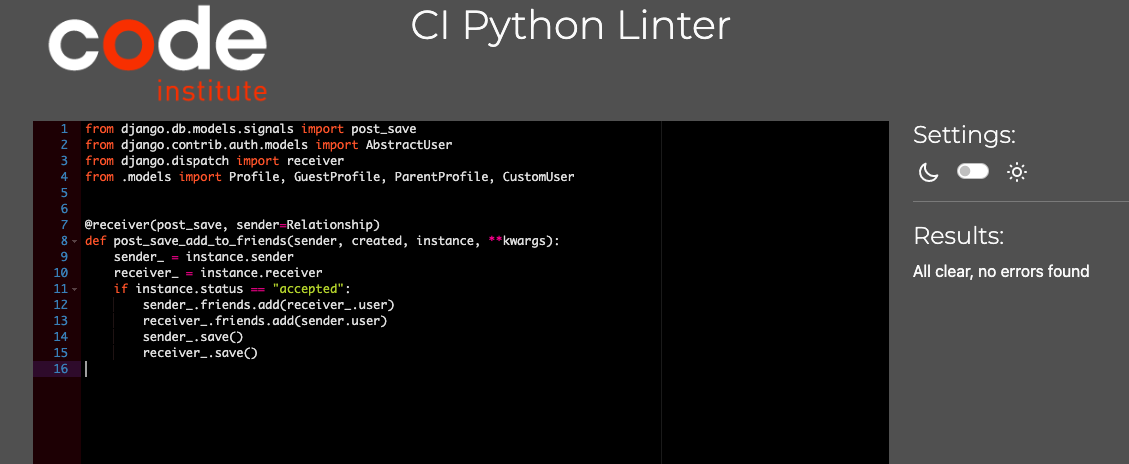 code
institute
CI Python Linter
1 from django.db.models.signals import post_save
2 from django.contrib.auth.models import AbstractUser
3 from django.dispatch import receiver
4 from .models import Profile, GuestProfile, ParentProfile, CustomUser
5
6
7 @receiver(post_save, sender=Relationship)
8 def post_save_add_to_friends(sender, created, instance, **kwargs):
9     sender_ = instance.sender
10     receiver_ = instance.receiver
11     if instance.status == "accepted":
12         sender_.friends.add(receiver_.user)
13         receiver_.friends.add(sender.user)
14         sender_.save()
15         receiver_.save()
16
Settings:
Results:
All clear, no errors found